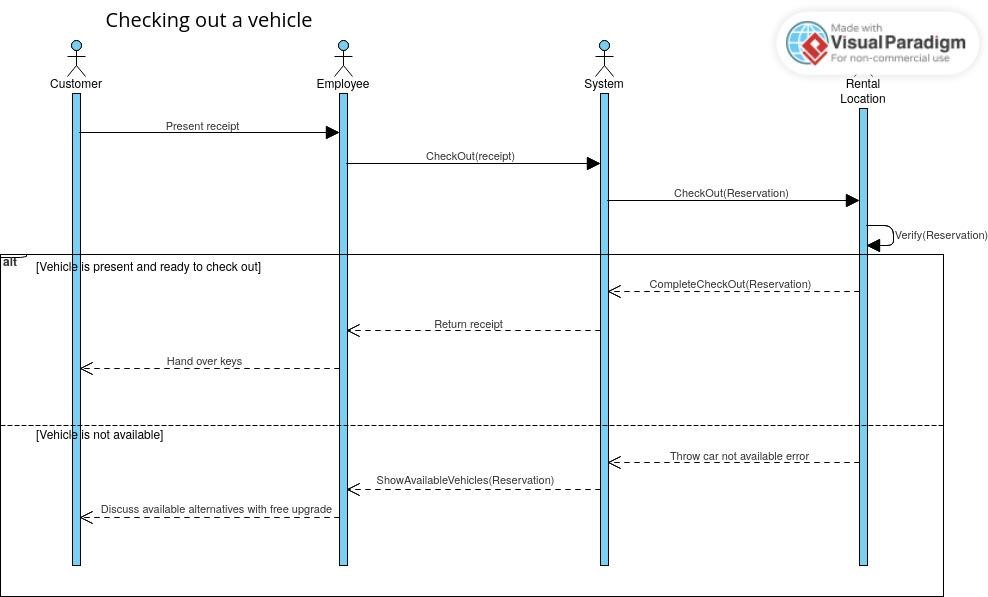 Checking out a vehicle
Made with
VisualParadigm
For non-commercial use
Customer
Employee
System
Rental
Location
Present receipt
CheckOut(receipt)
CheckOut(Reservation)
Verify(Reservation)
alt
[Vehicle is present and ready to check out]
CompleteCheckOut(Reservation)
Return receipt
Hand over keys
[Vehicle is not available]
Throw car not available error
ShowAvailableVehicles(Reservation)
Discuss available alternatives with free upgrade